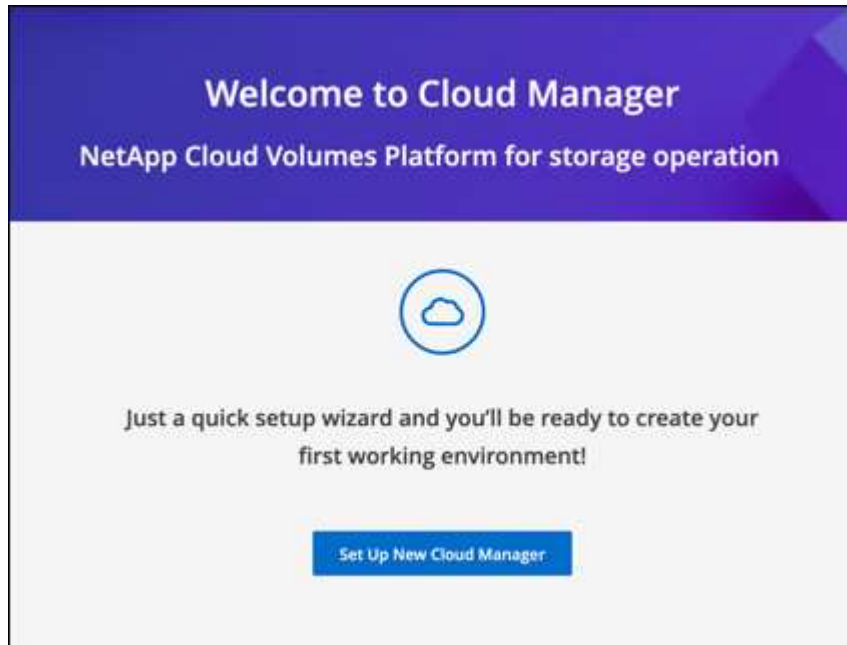 Welcome to Cloud Manager
NetApp Cloud Volumes Platform for storage operation
Just a quick setup wizard and you'll be ready to create your
first working environment!
Set Up New Cloud Manager